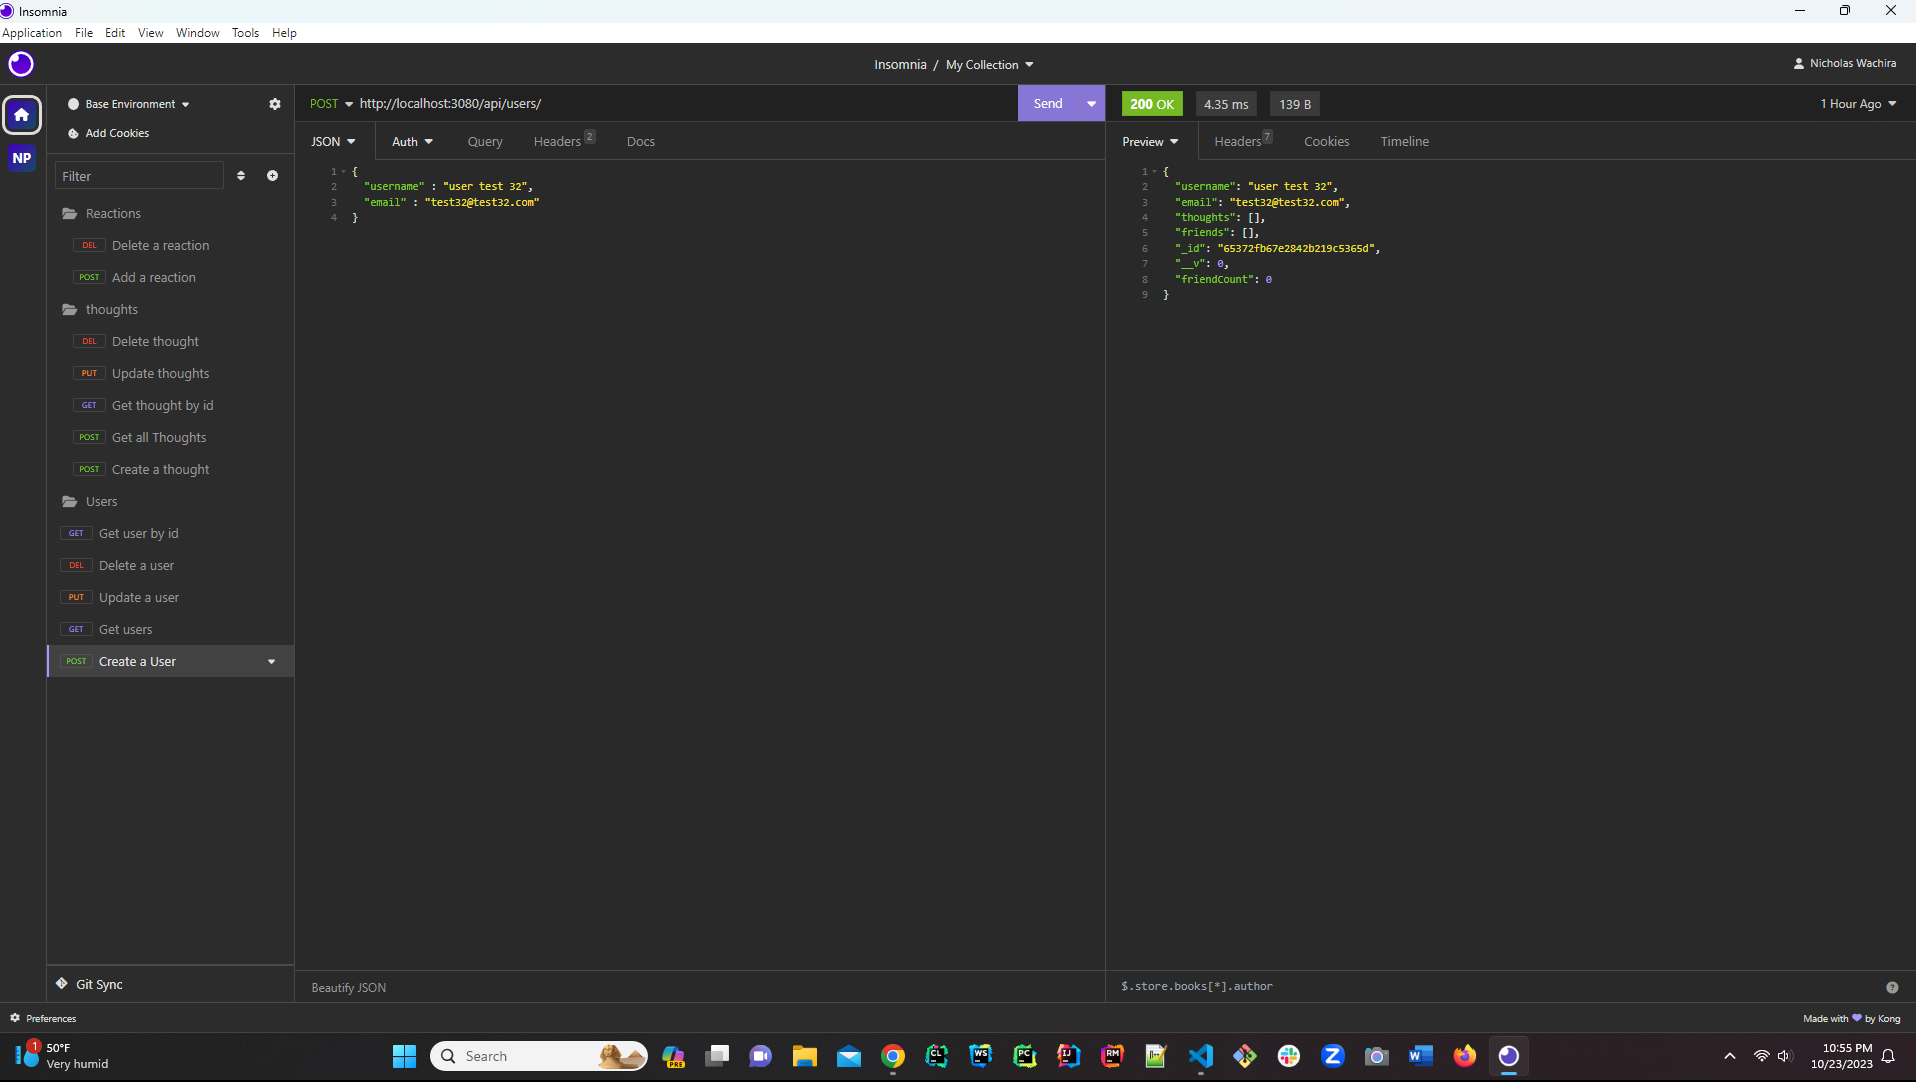 Insomnia
Application File Edit View Window Tools Help
Insomnia / My Collection
Nicholas Wachira
Base Environment
Add Cookies
NP
Filter
Reactions
DEL Delete a reaction
POST Add a reaction
thoughts
DEL Delete thought
PUT Update thoughts
GET Get thought by id
POST Get all Thoughts
POST Create a thought
Users
GET Get user by id
DEL Delete a user
PUT Update a user
GET Get users
POST Create a User
Git Sync
POST http://localhost:3080/api/users/ Send
JSON Auth Query Headers 2 Docs
1 {
2 "username" : "user test 32",
3 "email" : "test32@test32.com"
4 }
Beautify JSON
200 OK 4.35 ms 139 B 1 Hour Ago
Preview Headers 7 Cookies Timeline
1 {
2 "username": "user test 32",
3 "email": "test32@test32.com",
4 "thoughts": [],
5 "friends": [],
6 "_id": "65372fb67e2842b219c5365d",
7 "__v": 0,
8 "friendCount": 0
9 }
$.store.books[*].author
Preferences
Made with by Kong
1
50°F
Very humid
Search
PRE
CL
WS
PC
IJ
RM
Z
W
10:55 PM
10/23/2023